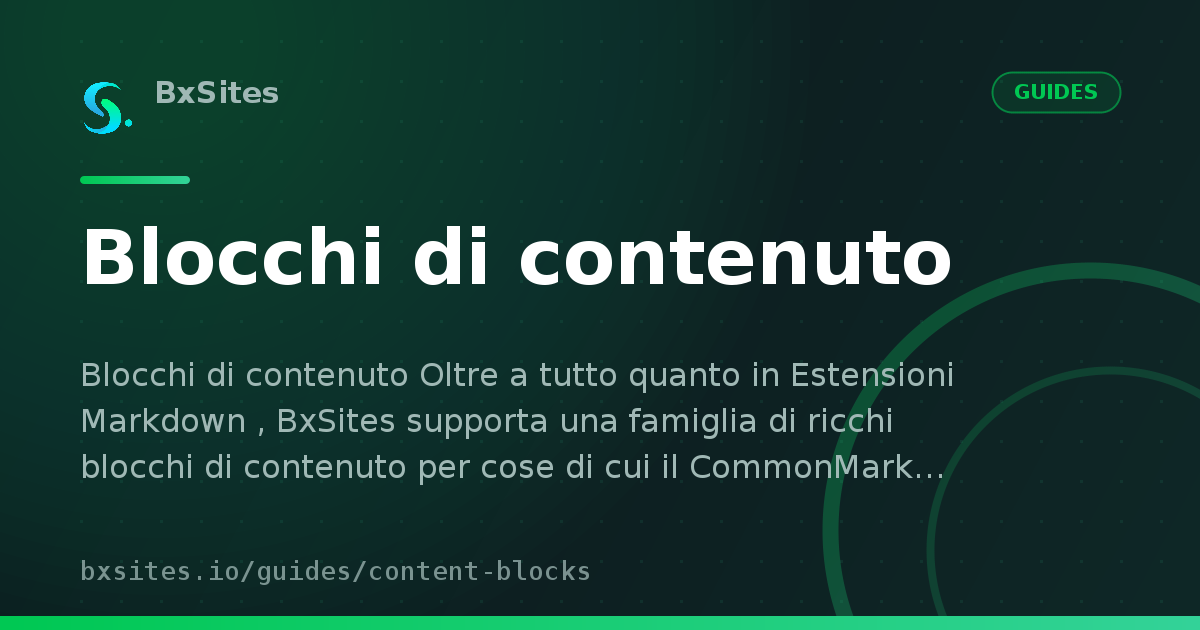 BxSites
GUIDES
Blocchi di contenuto
Blocchi di contenuto Oltre a tutto quanto in Estensioni
Markdown , BxSites supporta una famiglia di ricchi
blocchi di contenuto per cose di cui il CommonMark...
bxsites.io/guides/content-blocks